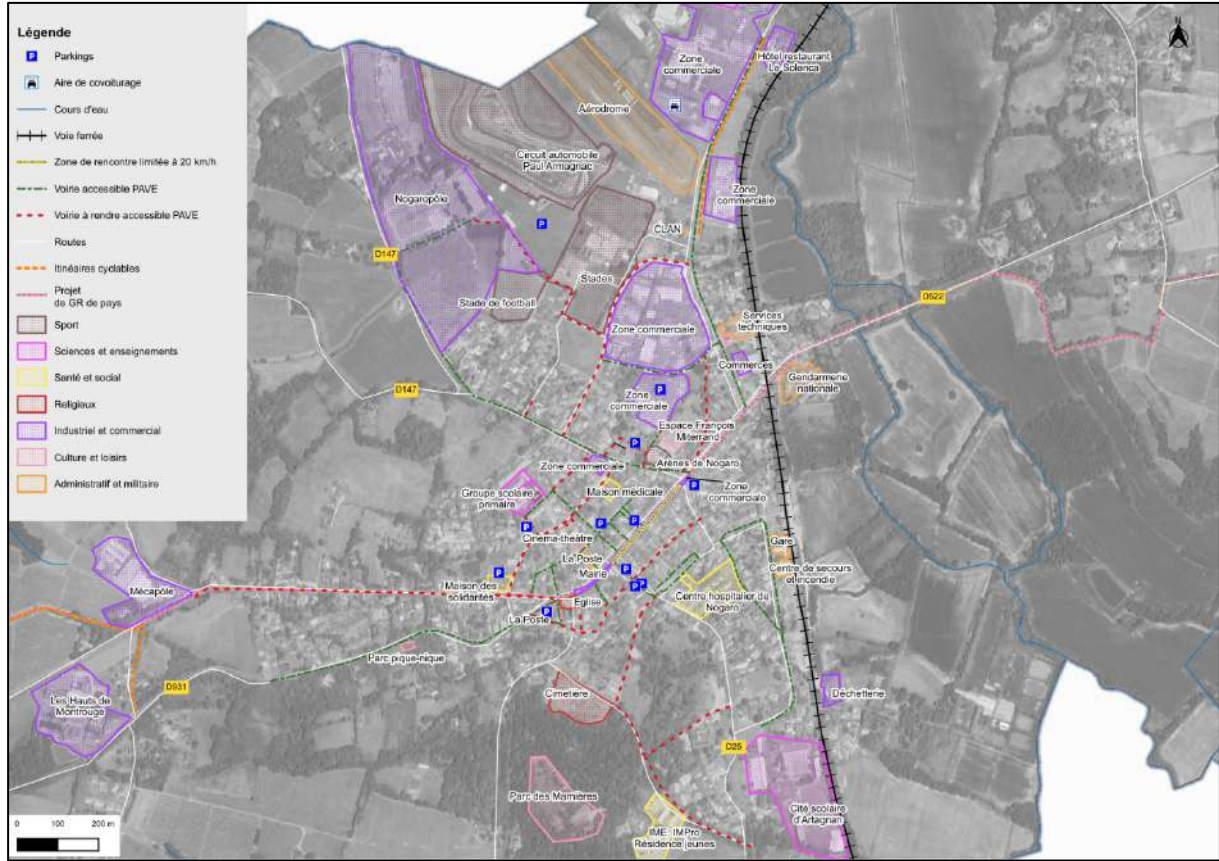 Légende
Parkings
Aire de covoiturage
Cours d'eau
Voie ferrée
Zone de rencontre limitée à 20 km/h
Voirie accessible PAVE
Voirie à rendre accessible PAVE
Routes
Itinéaires cyclables
Projet
de GR de pays
Sport
Sciences et enseignements
Santé et social
Religieux
Industriel et commercial
Culture et loisirs
Administratif et militaire
N
Zone
commerciale
Hôtel restaurant
Le Solenca
Aérodrome
Circuit automobile
Paul Armagnac
Nogaropôle
Zone
commerciale
P
CLAN
D147
Stades
Stade de football
D522
Zone commerciale
Services
techniques
Commerces
Gendarmerie
nationale
D147
Zone
commerciale
P
Espace François
Miterrand
P
Arènes de Nogaro
Zone commerciale
Groupe scolaire
primaire
Maison médicale
P
Zone
commerciale
P
P
P
Cinéma-théâtre
Gare
La Poste
Mairie
Centre de secours
et incendie
P
P
P
P
Maison des
solidarités
Mécapôle
Centre hospitalier de
Nogaro
Eglise
La Poste
P
Parc pique-nique
D931
Les Hauts de
Montrouge
Cimetière
Déchetterie
D25
Parc des Marnières
Cité scolaire
d'Artagnan
IME, IMPro
Résidence jeunes
0 100 200 m